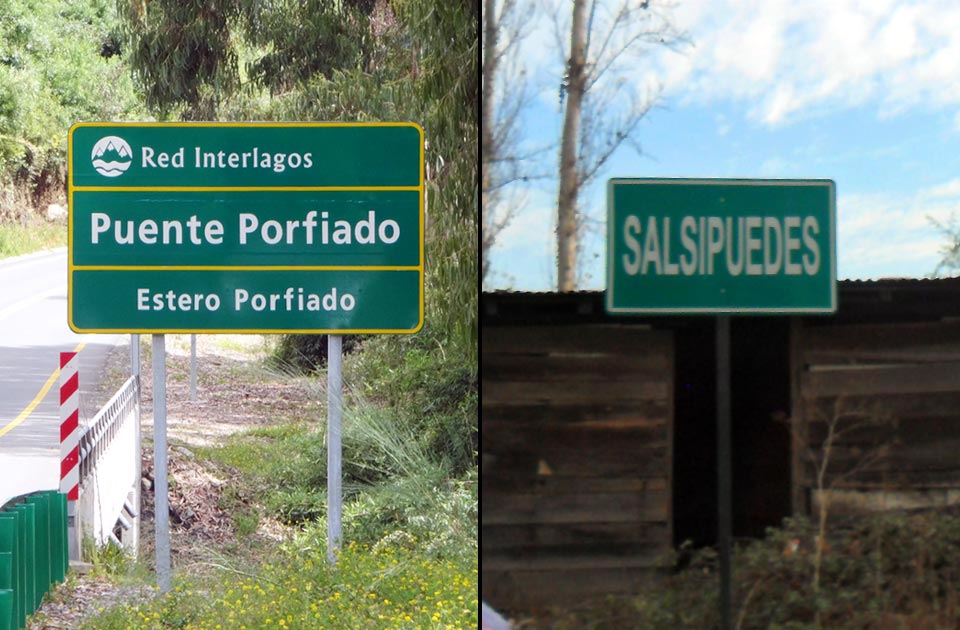 Red Interlagos
Puente Porfiado
Estero Porfiado
SALSIPUEDES